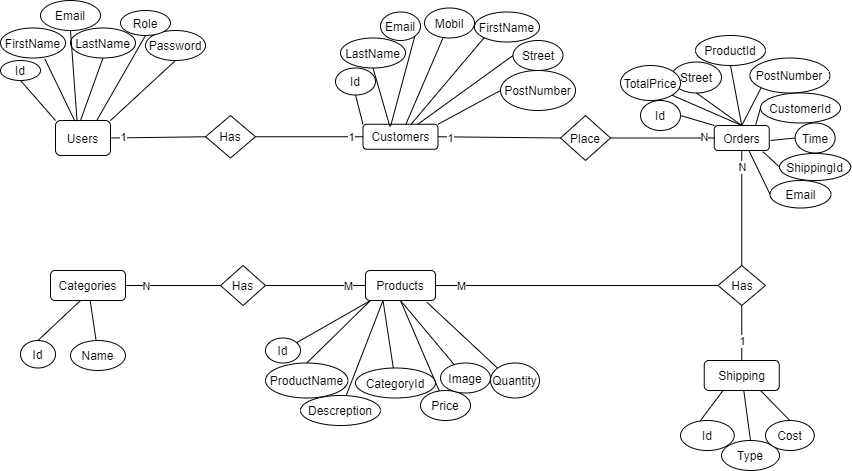 Id
FirstName
Email
LastName
Role
Password
Users
1
Has
1
Id
LastName
Email
Mobil
FirstName
Street
PostNumber
Customers
1
Place
N
Id
TotalPrice
Street
ProductId
PostNumber
CustomerId
Time
ShippingId
Email
Orders
N
Categories
N
Has
M
Products
M
Has
1
Id
Name
Id
ProductName
Descreption
CategoryId
Price
Image
Quantity
Shipping
Id
Type
Cost